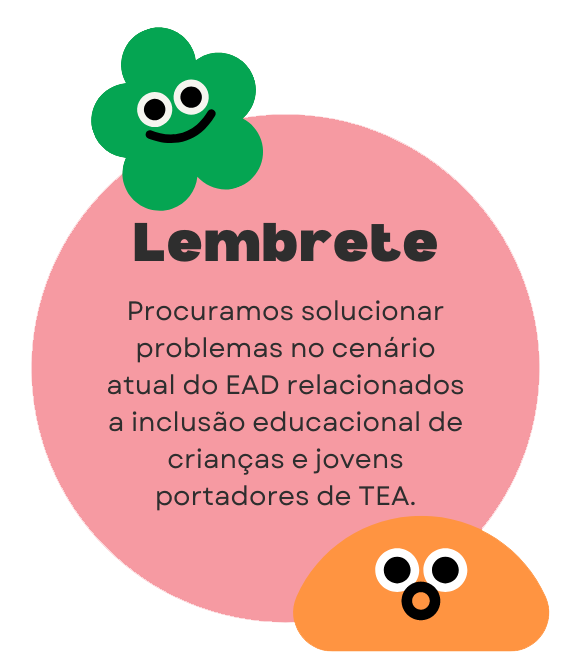 Lembrete
Procuramos solucionar
problemas no cenário
atual do EAD relacionados
a inclusão educacional de
crianças e jovens
portadores de TEA.